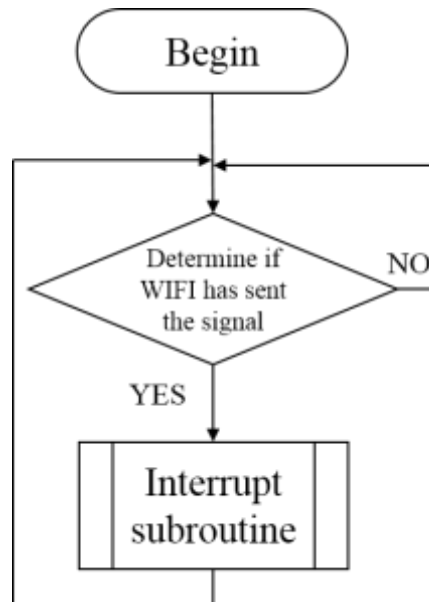 Begin
Determine if
WIFI has sent
the signal
NO
YES
Interrupt
subroutine